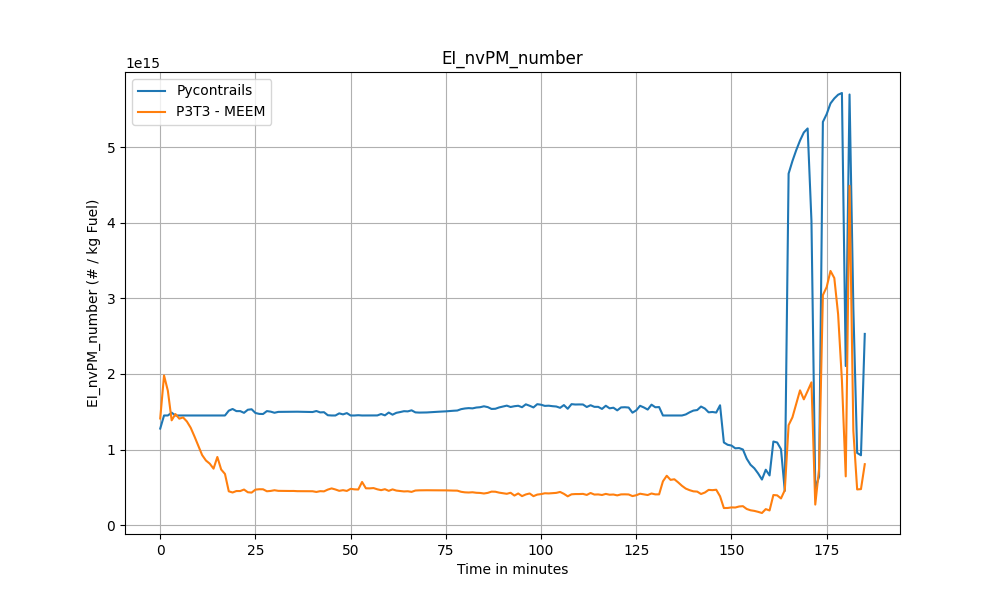 EI_nvPM_number
1e15
Pycontrails
P3T3 - MEEM
EI_nvPM_number (# / kg Fuel)
5
4
3
2
1
0
0 25 50 75 100 125 150 175
Time in minutes